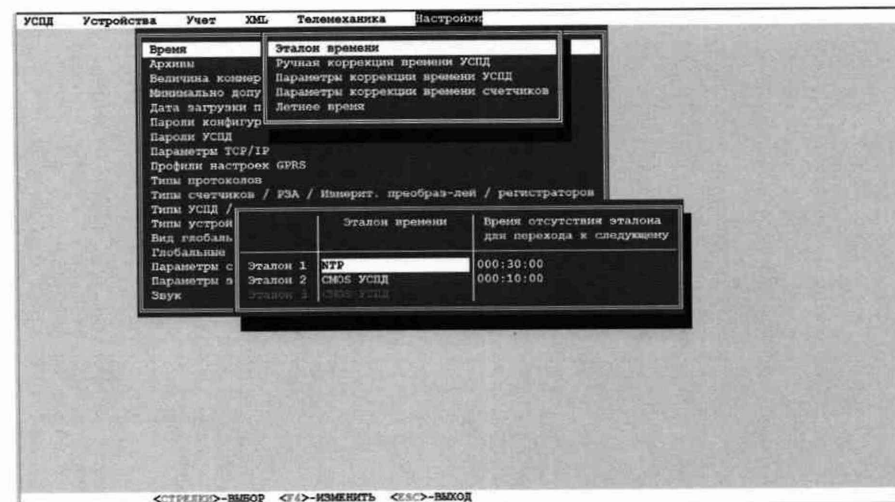 УСПД Устройства Учет XML Телемеханика Настройки
Время
Архивы
Величина коммер
Минимально допу
Дата загрузки п
Пароли конфигур
Пароли УСПД
Параметры TCP/IP
Профили настроек GPRS
Типы протоколов
Типы счетчиков / РЗА / Измерит. преобраз-лей / регистраторов
Типы УСПД /
Типы устрой
Вид глобаль
Глобальные
Параметры с
Параметры э
Звук
Эталон времени
Ручная коррекция времени УСПД
Параметры коррекции времени УСПД
Параметры коррекции времени счетчиков
Летнее время
Эталон времени Время отсутствия эталона
для перехода к следующему
Эталон 1 NTP 000:30:00
Эталон 2 CMOS УСПД 000:10:00
Эталон 3 CMOS УСПД
<СТРЕЛКИ>-ВЫБОР <F4>-ИЗМЕНИТЬ <ESC>-ВЫХОД